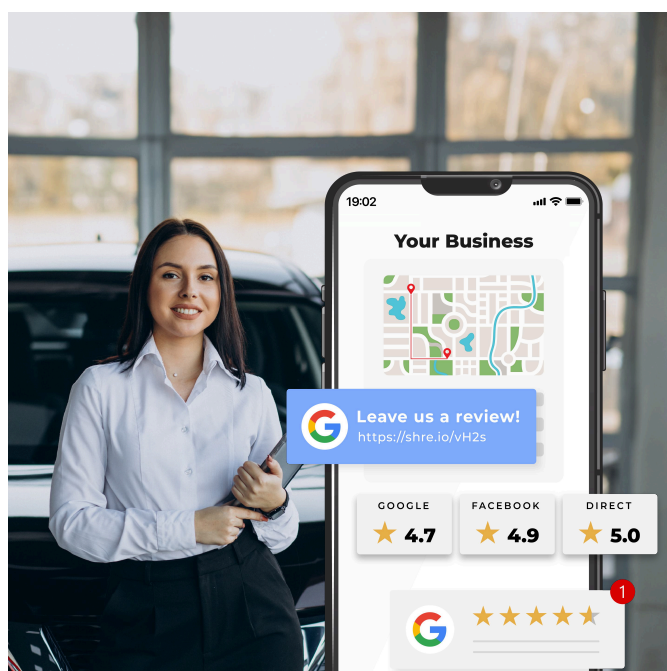 19:02
Your Business
Leave us a review!
https://shre.io/vH2s
GOOGLE
4.7
FACEBOOK
4.9
DIRECT
5.0
1